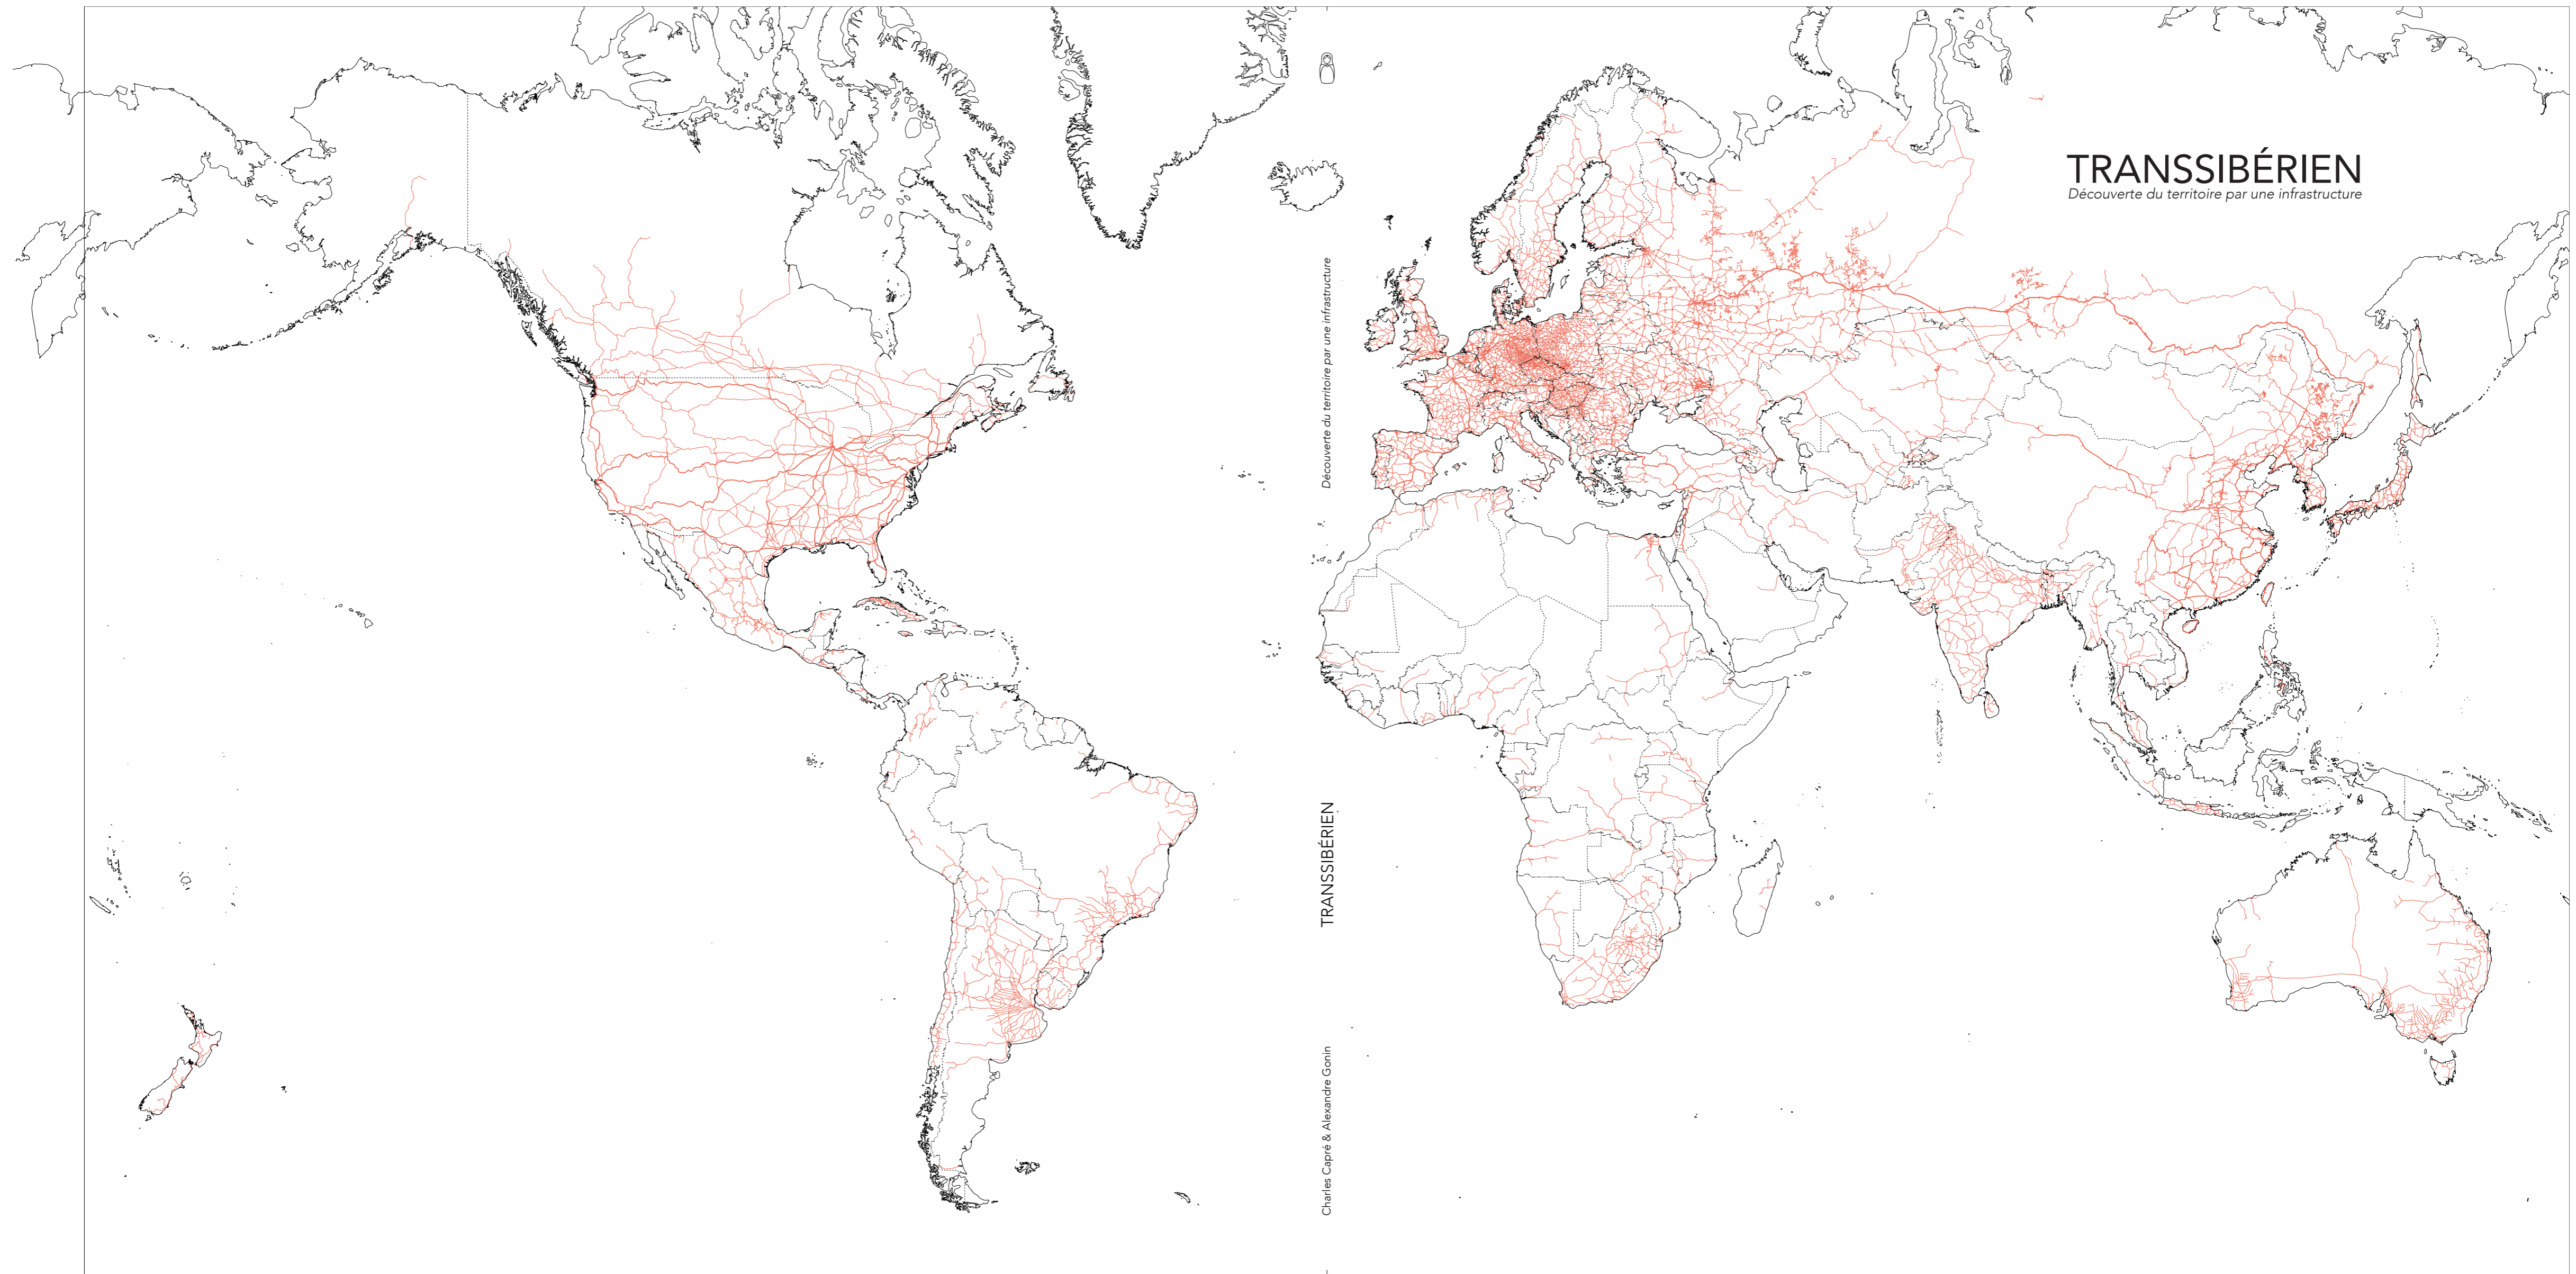 TRANSSIBÉRIEN
Découverte du territoire par une infrastructure
Découverte du territoire par une infrastructure
TRANSSIBÉRIEN
Charles Capré & Alexandre Gonin